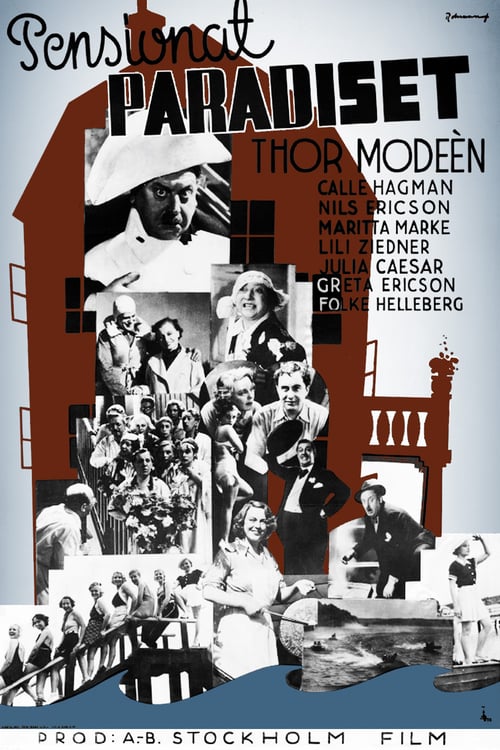 Pensionat
PARADISET
THOR MODEÈN
CALLE HAGMAN
NILS ERICSON
MARITTA MARKE
LILI ZIEDNER
JULIA CAESAR
GRETA ERICSON
FOLKE HELLEBERG
PROD: A.-B. STOCKHOLM FILM